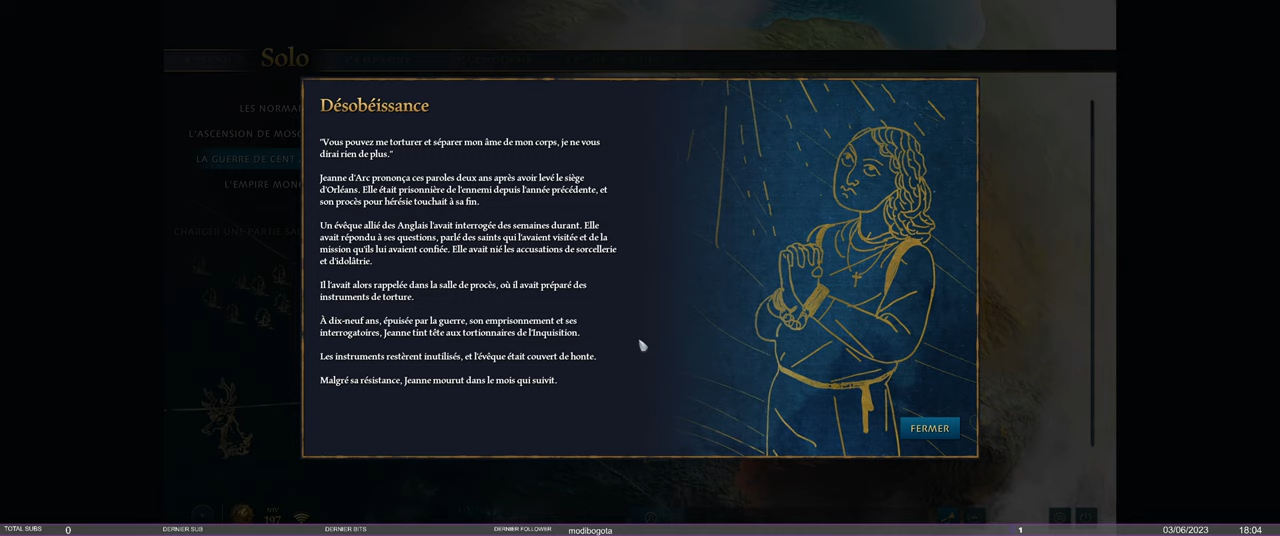 Solo
LES NORMA
L'ASCENSION DE MOSC
LA GUERRE DE CENT
L'EMPIRE MON
CHARGER UNE PARTIE SA
Désobéissance
"Vous pouvez me torturer et séparer mon âme de mon corps, je ne vous
dirai rien de plus."
Jeanne d'Arc prononça ces paroles deux ans après avoir levé le siège
d'Orléans. Elle était prisonnière de l'ennemi depuis l'année précédente, et
son procès pour hérésie touchait à sa fin.
Un évêque allié des Anglais l'avait interrogée des semaines durant. Elle
avait répondu à ses questions, parlé des saints qui l'avaient visitée et de la
mission qu'ils lui avaient confiée. Elle avait nié les accusations de sorcellerie
et d'idolâtrie.
Il l'avait alors rappelée dans la salle de procès, où il avait préparé des
instruments de torture.
À dix-neuf ans, épuisée par la guerre, son emprisonnement et ses
interrogatoires, Jeanne tint tête aux tortionnaires de l'Inquisition.
Les instruments restèrent inutilisés, et l'évêque était couvert de honte.
Malgré sa résistance, Jeanne mourut dans le mois qui suivit.
FERMER
197
TOTAL SUBS 0 DERNIER SUB DERNIER BITS DERNIER FOLLOWER modibogota 1 03/06/2023 18:04